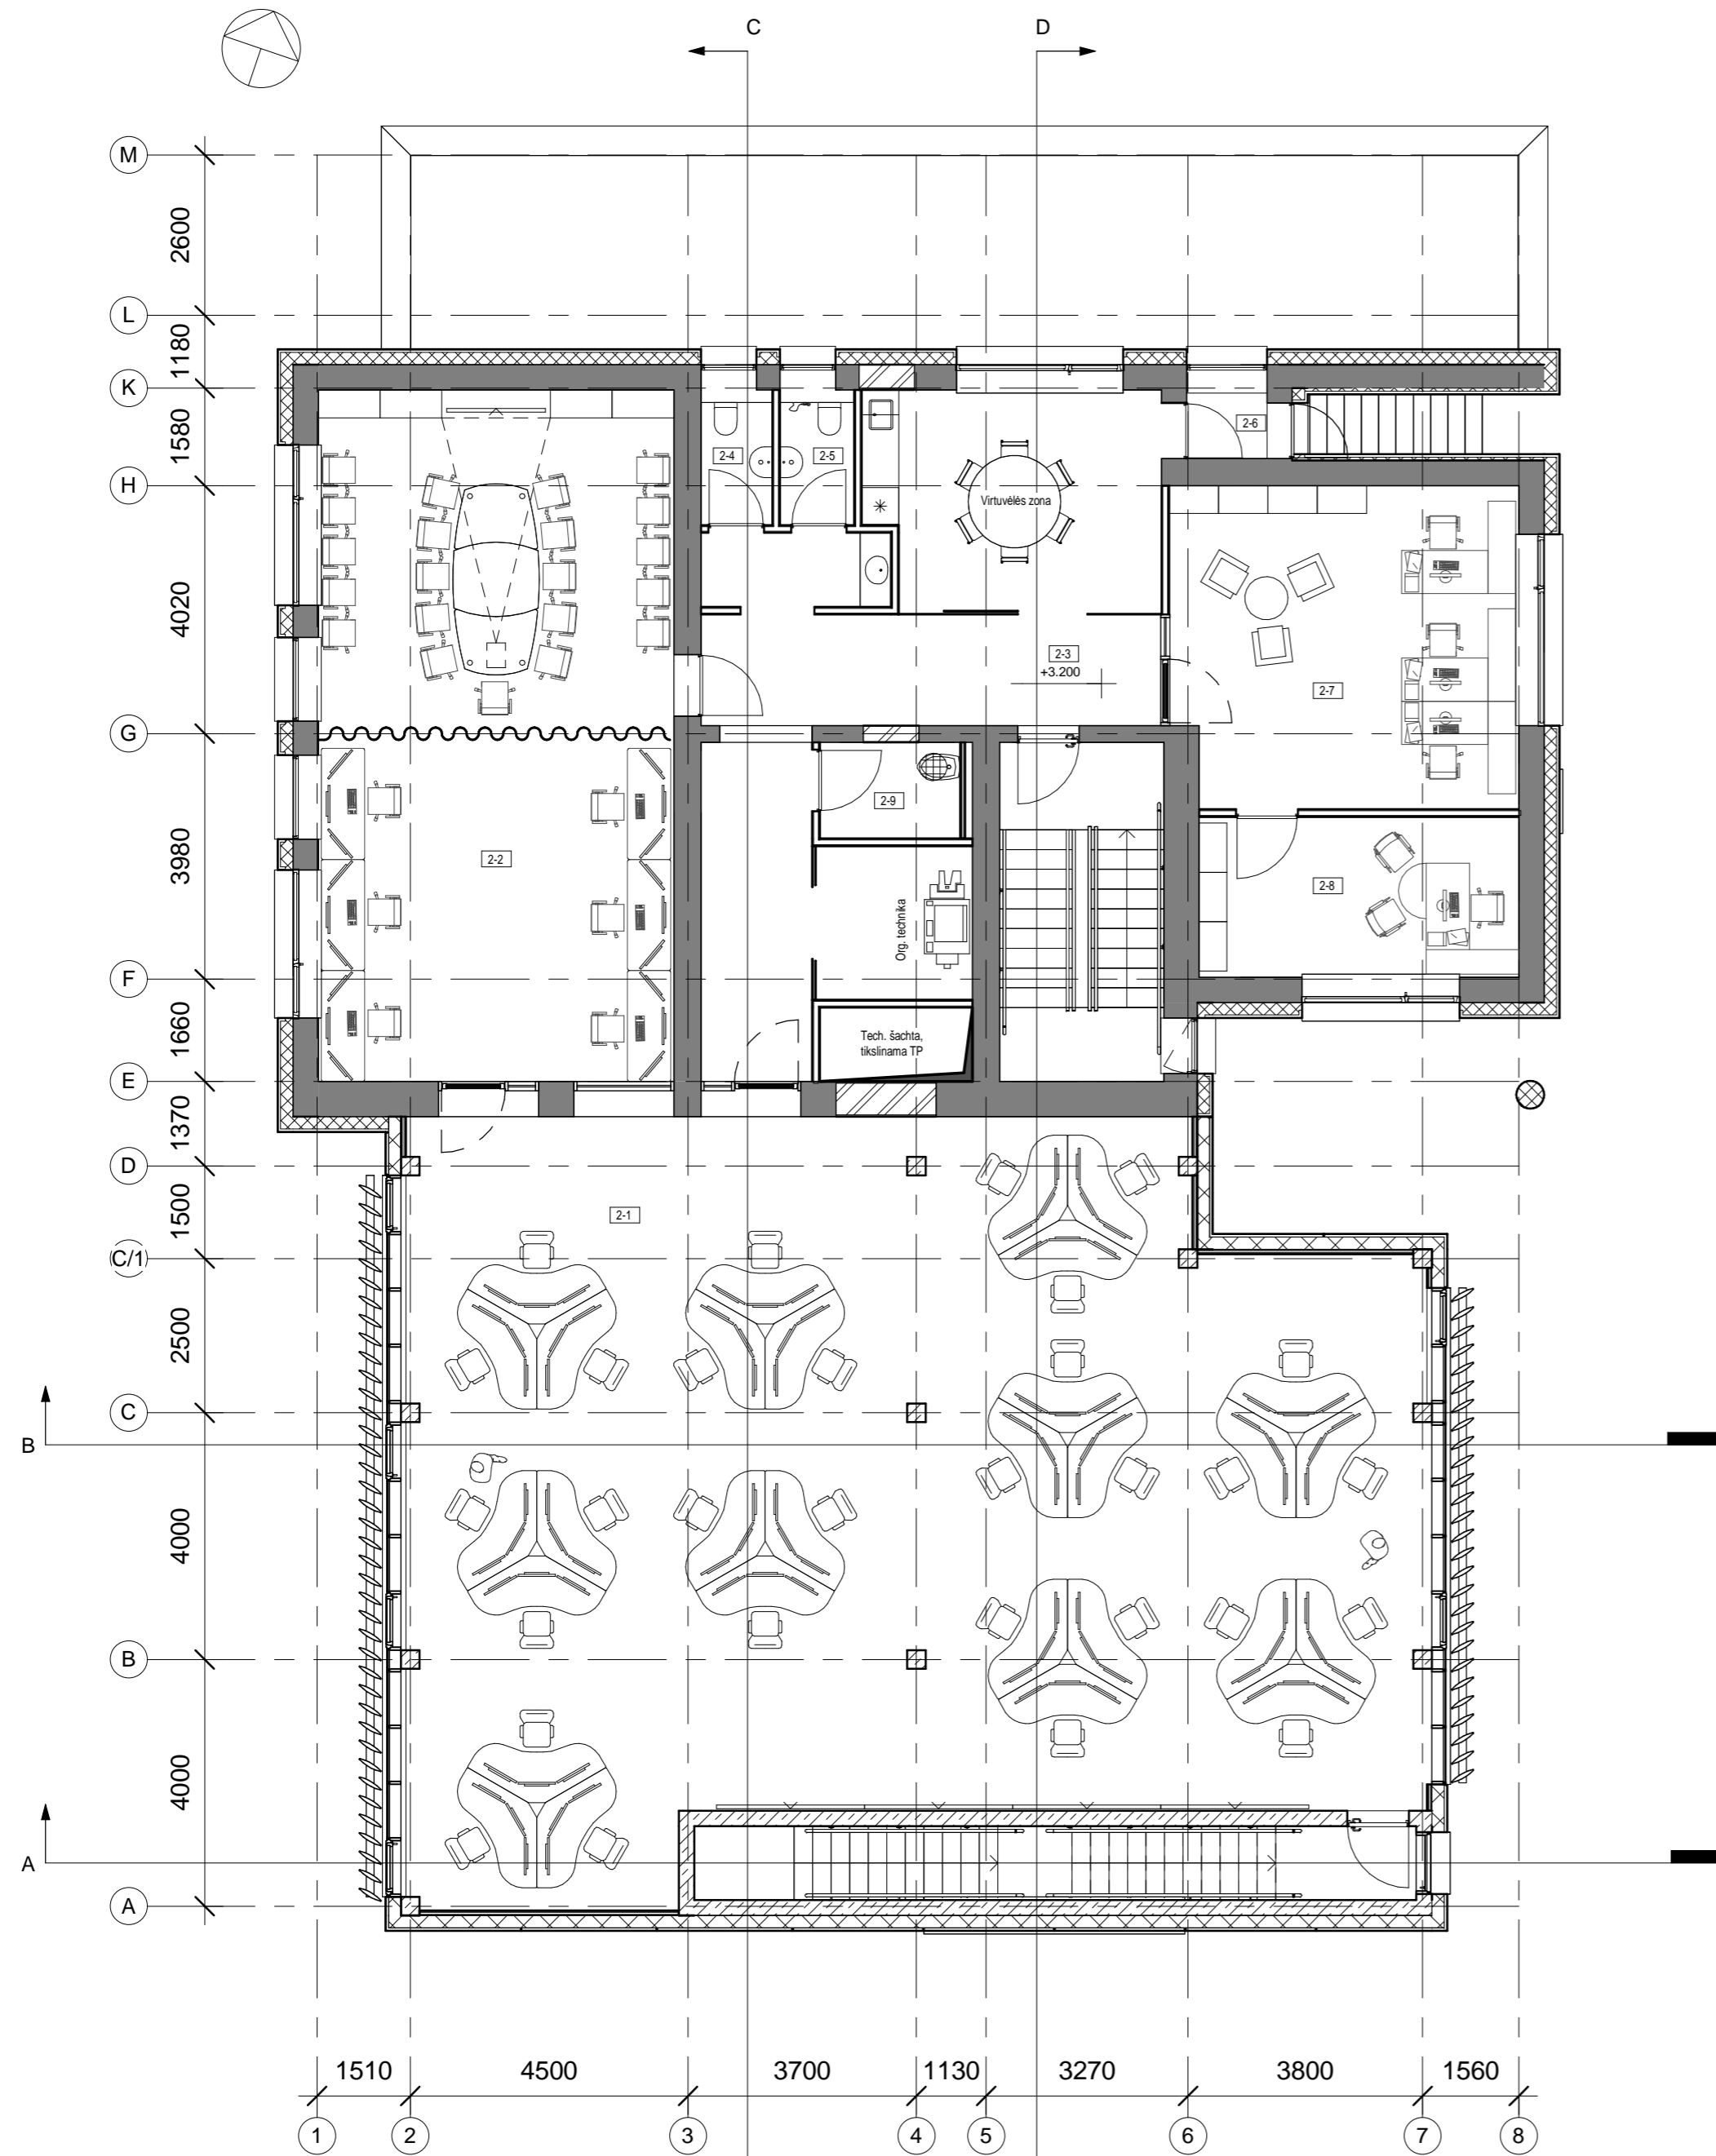 C
D
M
2600
L
1180
K
1580
2-6
2-4
2-5
H
Virtuvėlės zona
4020
2-3
+3.200
2-7
G
2-9
3980
2-2
2-8
Org. technika
F
1660
Tech. šachta,
tikslinama TP
E
1370
D
1500
2-1
C/1
2500
C
B
4000
B
4000
A
A
1510
4500
3700
1130
3270
3800
1560
1
2
3
4
5
6
7
8